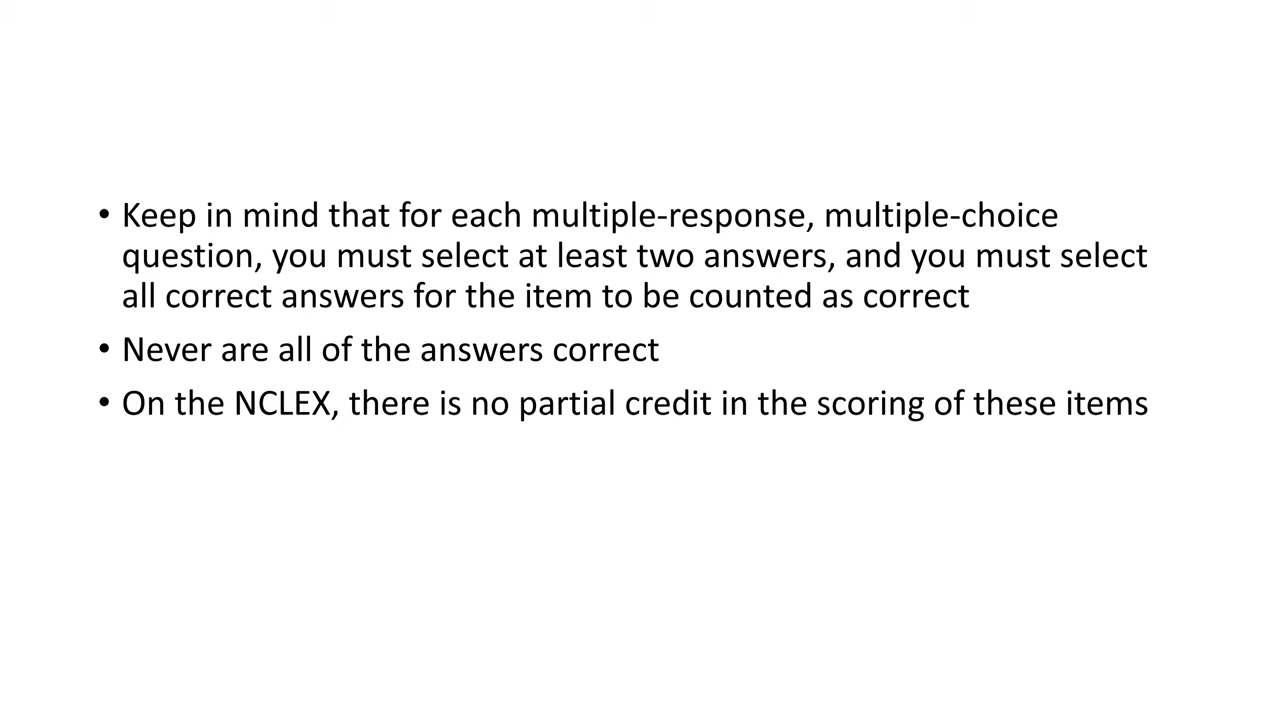 • Keep in mind that for each multiple-response, multiple-choice
question, you must select at least two answers, and you must select
all correct answers for the item to be counted as correct
• Never are all of the answers correct
• On the NCLEX, there is no partial credit in the scoring of these items